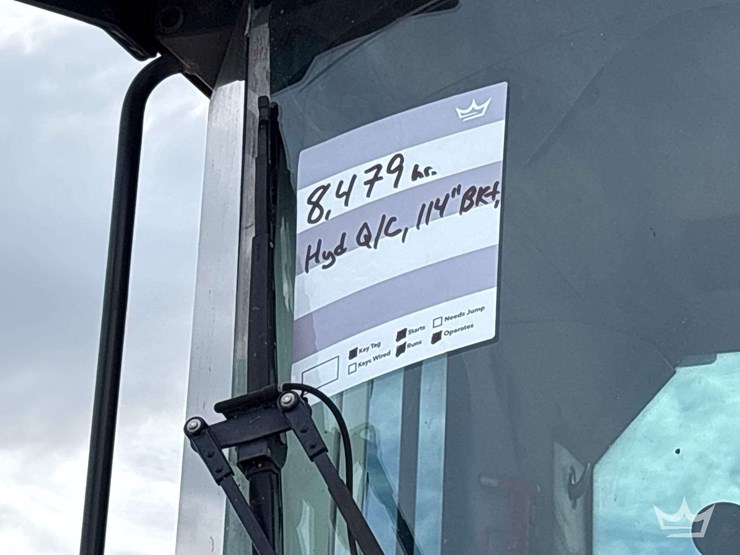 8,479 hr.
Hyd Q/C, 114" BKt,
Key Tag Starts Needs Jump
Keys Wired Runs Operates